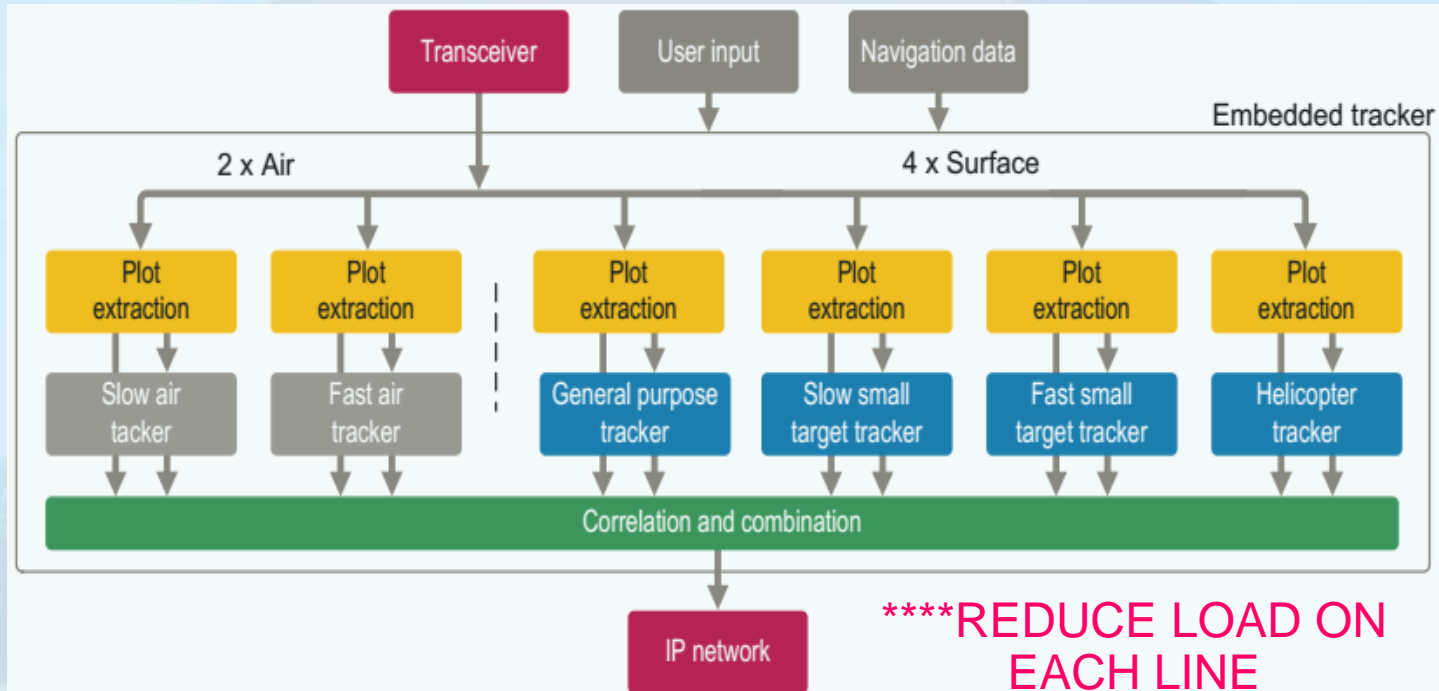 Transceiver
User input
Navigation data
Embedded tracker
2 x Air
4 x Surface
Plot
extraction
Plot
extraction
Plot
extraction
Plot
extraction
Plot
extraction
Plot
extraction
Slow air
tacker
Fast air
tracker
General purpose
tracker
Slow small
target tracker
Fast small
target tracker
Helicopter
tracker
Correlation and combination
IP network
****REDUCE LOAD ON
EACH LINE